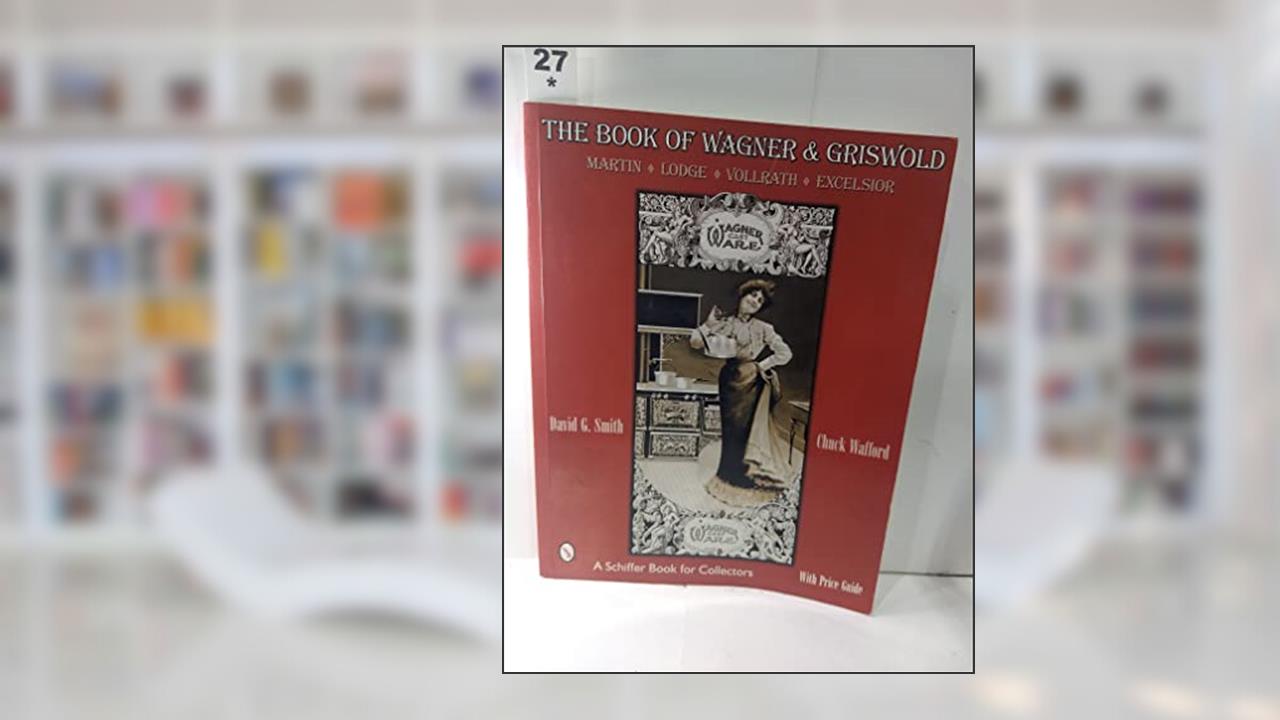 27
*
THE BOOK OF WAGNER & GRISWOLD
MARTIN ♦ LODGE ♦ VOLLRATH ♦ EXCELSIOR
WAGNER
WARE
David G. Smith
Chuck Wafford
WAGNER
WARE
A Schiffer Book for Collectors
With Price Guide